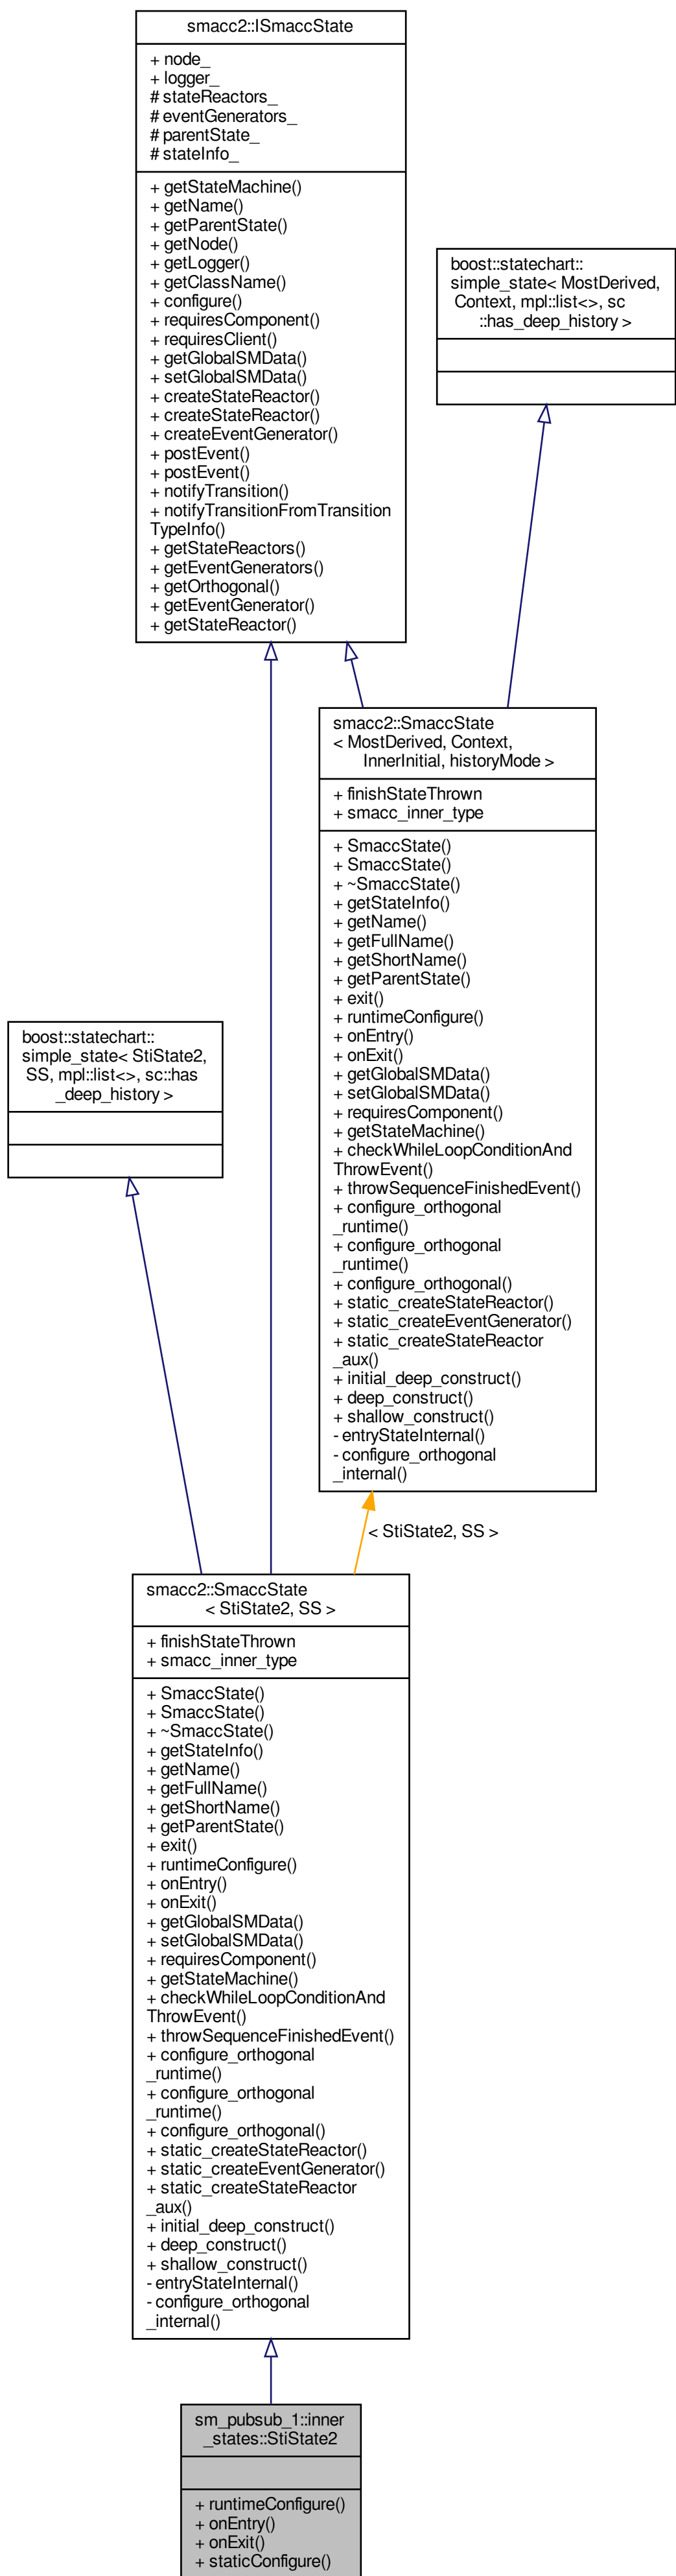 smacc2::ISmaccState
+ node_
+ logger_
# stateReactors_
# eventGenerators_
# parentState_
# stateInfo_
+ getStateMachine()
+ getName()
+ getParentState()
+ getNode()
+ getLogger()
+ getClassName()
+ configure()
+ requiresComponent()
+ requiresClient()
+ getGlobalSMData()
+ setGlobalSMData()
+ createStateReactor()
+ createStateReactor()
+ createEventGenerator()
+ postEvent()
+ postEvent()
+ notifyTransition()
+ notifyTransitionFromTransition
TypeInfo()
+ getStateReactors()
+ getEventGenerators()
+ getOrthogonal()
+ getEventGenerator()
+ getStateReactor()
boost::statechart::
simple_state< MostDerived,
Context, mpl::list<>, sc
::has_deep_history >
smacc2::SmaccState
< MostDerived, Context,
InnerInitial, historyMode >
+ finishStateThrown
+ smacc_inner_type
+ SmaccState()
+ SmaccState()
+ ~SmaccState()
+ getStateInfo()
+ getName()
+ getFullName()
+ getShortName()
+ getParentState()
+ exit()
+ runtimeConfigure()
+ onEntry()
+ onExit()
+ getGlobalSMData()
+ setGlobalSMData()
+ requiresComponent()
+ getStateMachine()
+ checkWhileLoopConditionAnd
ThrowEvent()
+ throwSequenceFinishedEvent()
+ configure_orthogonal
_runtime()
+ configure_orthogonal
_runtime()
+ configure_orthogonal()
+ static_createStateReactor()
+ static_createEventGenerator()
+ static_createStateReactor
_aux()
+ initial_deep_construct()
+ deep_construct()
+ shallow_construct()
- entryStateInternal()
- configure_orthogonal
_internal()
boost::statechart::
simple_state< StiState2,
SS, mpl::list<>, sc::has
_deep_history >
< StiState2, SS >
smacc2::SmaccState
< StiState2, SS >
+ finishStateThrown
+ smacc_inner_type
+ SmaccState()
+ SmaccState()
+ ~SmaccState()
+ getStateInfo()
+ getName()
+ getFullName()
+ getShortName()
+ getParentState()
+ exit()
+ runtimeConfigure()
+ onEntry()
+ onExit()
+ getGlobalSMData()
+ setGlobalSMData()
+ requiresComponent()
+ getStateMachine()
+ checkWhileLoopConditionAnd
ThrowEvent()
+ throwSequenceFinishedEvent()
+ configure_orthogonal
_runtime()
+ configure_orthogonal
_runtime()
+ configure_orthogonal()
+ static_createStateReactor()
+ static_createEventGenerator()
+ static_createStateReactor
_aux()
+ initial_deep_construct()
+ deep_construct()
+ shallow_construct()
- entryStateInternal()
- configure_orthogonal
_internal()
sm_pubsub_1::inner
_states::StiState2
+ runtimeConfigure()
+ onEntry()
+ onExit()
+ staticConfigure()